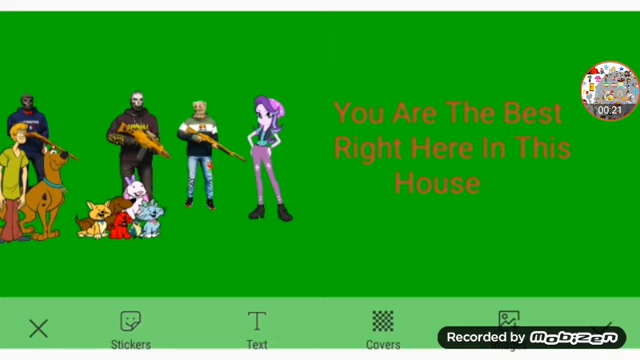 You Are The Best
Right Here In This
House
00:21
Stickers
Text
Covers
Recorded by mobizen